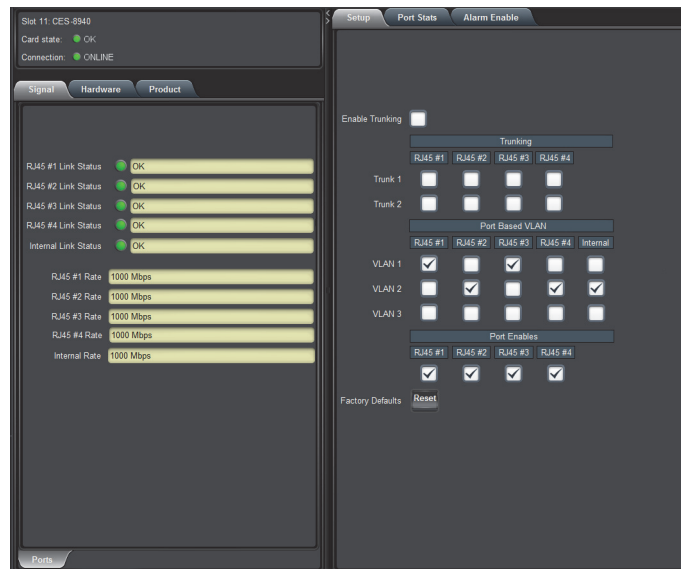 Slot 11: CES-8940
Card state: OK
Connection: ONLINE
Signal Hardware Product
RJ45 #1 Link Status OK
RJ45 #2 Link Status OK
RJ45 #3 Link Status OK
RJ45 #4 Link Status OK
Internal Link Status OK
RJ45 #1 Rate 1000 Mbps
RJ45 #2 Rate 1000 Mbps
RJ45 #3 Rate 1000 Mbps
RJ45 #4 Rate 1000 Mbps
Internal Rate 1000 Mbps
Ports
Setup Port Stats Alarm Enable
Enable Trunking
Trunking
RJ45 #1 RJ45 #2 RJ45 #3 RJ45 #4
Trunk 1
Trunk 2
Port Based VLAN
RJ45 #1 RJ45 #2 RJ45 #3 RJ45 #4 Internal
VLAN 1
VLAN 2
VLAN 3
Port Enables
RJ45 #1 RJ45 #2 RJ45 #3 RJ45 #4
Factory Defaults Reset